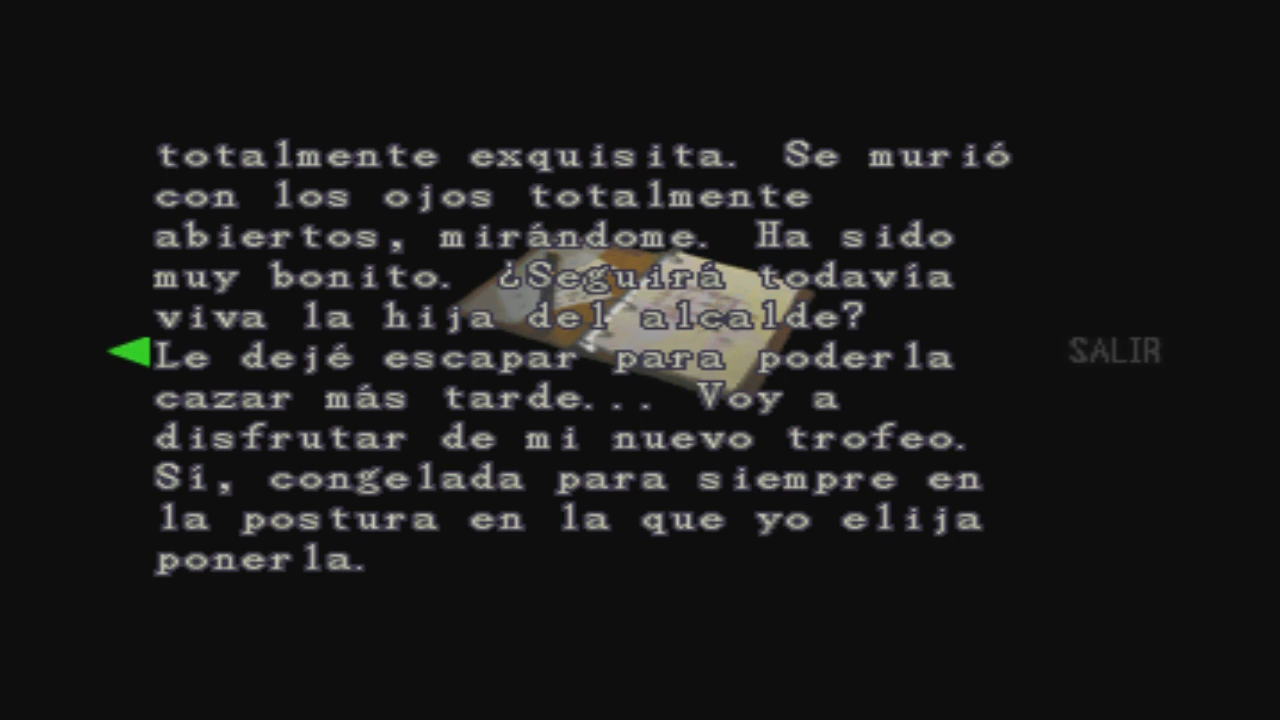 totalmente exquisita. Se murió
con los ojos totalmente
abiertos, mirándome. Ha sido
muy bonito. ¿Seguirá todavía
viva la hija del alcalde?
Le dejé escapar para poderla
cazar más tarde... Voy a
disfrutar de mi nuevo trofeo.
Sí, congelada para siempre en
la postura en la que yo elija
ponerla.
SALIR